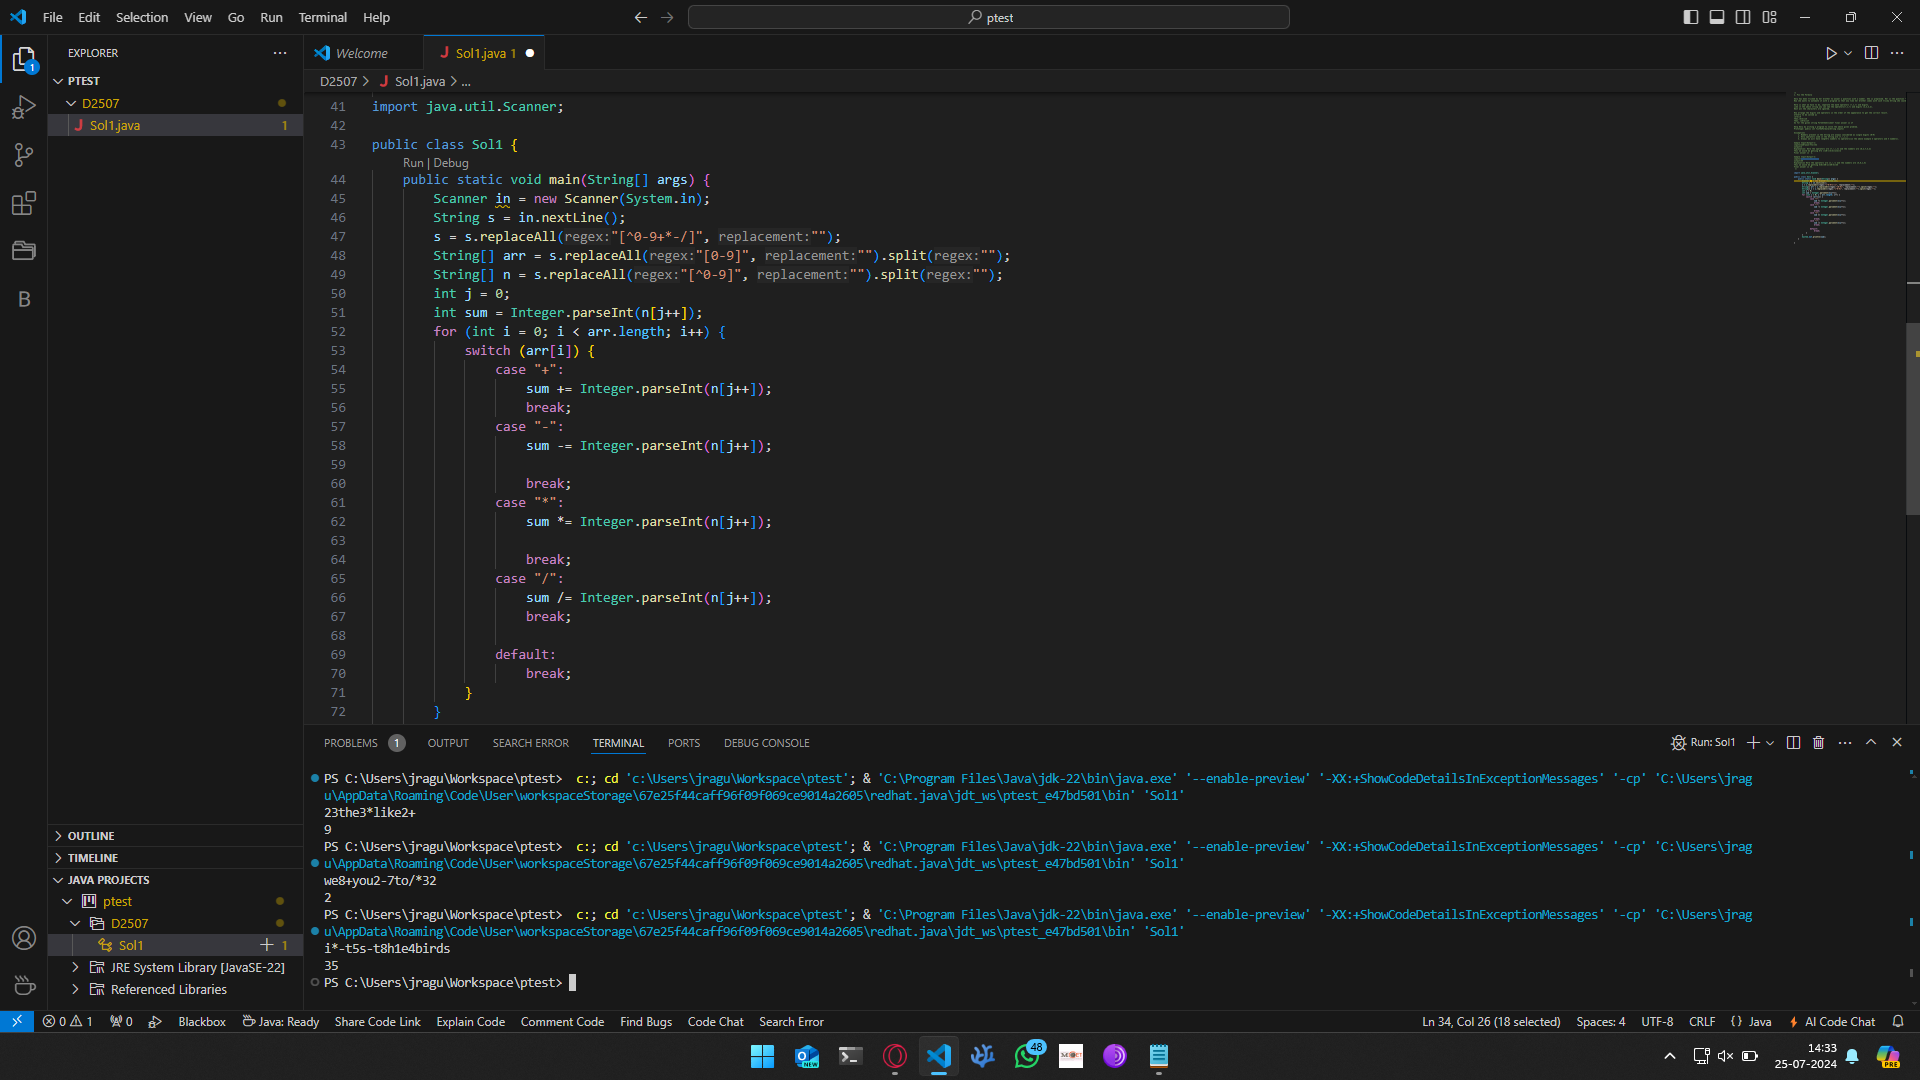 File Edit Selection View Go Run Terminal Help
ptest
EXPLORER
PTEST
D2507
Sol1.java 1
Welcome
Sol1.java 1
D2507 > Sol1.java > ...
41 import java.util.Scanner;
42
43 public class Sol1 {
Run | Debug
44 public static void main(String[] args) {
45 Scanner in = new Scanner(System.in);
46 String s = in.nextLine();
47 s = s.replaceAll(regex:"[^0-9+*-/]", replacement:"");
48 String[] arr = s.replaceAll(regex:"[0-9]", replacement:"").split(regex:"");
49 String[] n = s.replaceAll(regex:"[^0-9]", replacement:"").split(regex:"");
50 int j = 0;
51 int sum = Integer.parseInt(n[j++]);
52 for (int i = 0; i < arr.length; i++) {
53 switch (arr[i]) {
54 case "+":
55 sum += Integer.parseInt(n[j++]);
56 break;
57 case "-":
58 sum -= Integer.parseInt(n[j++]);
59
60 break;
61 case "*":
62 sum *= Integer.parseInt(n[j++]);
63
64 break;
65 case "/":
66 sum /= Integer.parseInt(n[j++]);
67 break;
68
69 default:
70 break;
71 }
72 }
PROBLEMS 1 OUTPUT SEARCH ERROR TERMINAL PORTS DEBUG CONSOLE
Run: Sol1
PS C:\Users\jragu\Workspace\ptest> c:; cd 'c:\Users\jragu\Workspace\ptest'; & 'C:\Program Files\Java\jdk-22\bin\java.exe' '--enable-preview' '-XX:+ShowCodeDetailsInExceptionMessages' '-cp' 'C:\Users\jrag
u\AppData\Roaming\Code\User\workspaceStorage\67e25f44caff96f09f069ce9014a2605\redhat.java\jdt_ws\ptest_e47bd501\bin' 'Sol1'
23the3*like2+
9
PS C:\Users\jragu\Workspace\ptest> c:; cd 'c:\Users\jragu\Workspace\ptest'; & 'C:\Program Files\Java\jdk-22\bin\java.exe' '--enable-preview' '-XX:+ShowCodeDetailsInExceptionMessages' '-cp' 'C:\Users\jrag
u\AppData\Roaming\Code\User\workspaceStorage\67e25f44caff96f09f069ce9014a2605\redhat.java\jdt_ws\ptest_e47bd501\bin' 'Sol1'
we8+you2-7to/*32
2
PS C:\Users\jragu\Workspace\ptest> c:; cd 'c:\Users\jragu\Workspace\ptest'; & 'C:\Program Files\Java\jdk-22\bin\java.exe' '--enable-preview' '-XX:+ShowCodeDetailsInExceptionMessages' '-cp' 'C:\Users\jrag
u\AppData\Roaming\Code\User\workspaceStorage\67e25f44caff96f09f069ce9014a2605\redhat.java\jdt_ws\ptest_e47bd501\bin' 'Sol1'
i*-t5s-t8h1e4birds
35
PS C:\Users\jragu\Workspace\ptest>
OUTLINE
TIMELINE
JAVA PROJECTS
ptest
D2507
Sol1 1
JRE System Library [JavaSE-22]
Referenced Libraries
0 1 0 Blackbox Java: Ready Share Code Link Explain Code Comment Code Find Bugs Code Chat Search Error
Ln 34, Col 26 (18 selected) Spaces: 4 UTF-8 CRLF {} Java AI Code Chat
NEW
48
14:33
25-07-2024
PRE